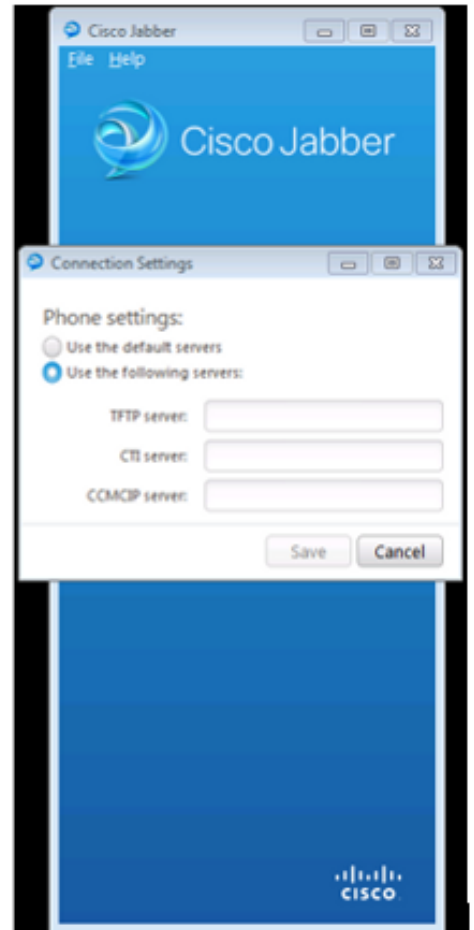 Cisco Jabber
File Help
Cisco Jabber
Connection Settings
Phone settings:
Use the default servers
Use the following servers:
TFTP server:
CTI server:
CCMCIP server:
Save Cancel
CISCO